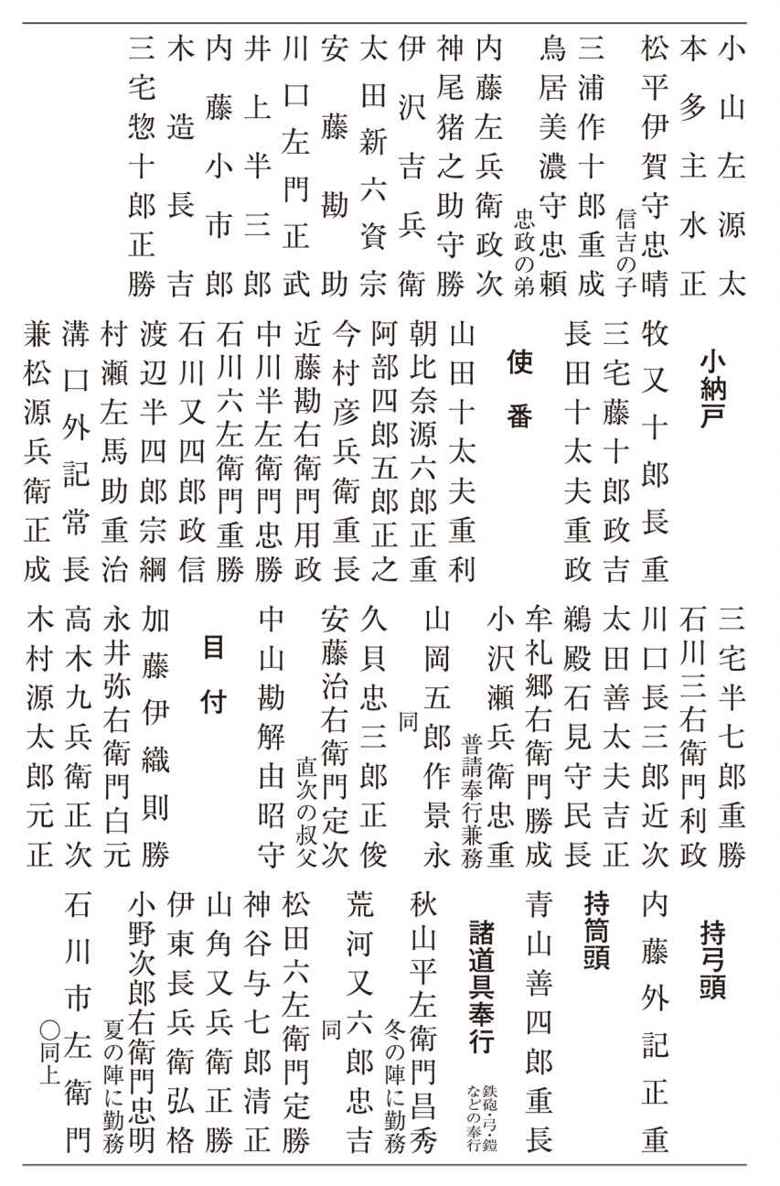 小山左源太
本多主水正
松平伊賀守忠晴
信吉の子
三浦作十郎重成
鳥居美濃守忠頼
忠政の弟
内藤左兵衛政次
神尾猪之助守勝
伊沢吉兵衛
太田新六資宗
安藤勘助
川口左門正武
井上半三郎
内藤小市郎
木造長吉
三宅惣十郎正勝
小納戸
牧又十郎長重
三宅藤十郎政吉
長田十太夫重政
使番
山田十太夫重利
朝比奈源六郎正重
阿部四郎五郎正之
今村彦兵衛重長
近藤勘右衛門用政
中川半左衛門忠勝
石川六左衛門重勝
石川又四郎政信
渡辺半四郎宗綱
村瀬左馬助重治
溝口外記常長
兼松源兵衛正成
三宅半七郎重勝
石川三右衛門利政
川口長三郎近次
太田善太夫吉正
鵜殿石見守民長
牟礼郷右衛門勝成
小沢瀬兵衛忠重
普請奉行兼務
山岡五郎作景永
同
久貝忠三郎正俊
安藤治右衛門定次
直次の叔父
中山勘解由昭守
目付
加藤伊織則勝
永井弥右衛門白元
高木九兵衛正次
木村源太郎元正
持弓頭
内藤外記正重
持筒頭
青山善四郎重長
諸道具奉行
鉄砲・弓・鎧
などの奉行
秋山平左衛門昌秀
冬の陣に勤務
荒河又六郎忠吉
同
松田六左衛門定勝
神谷与七郎清正
山角又兵衛正勝
伊東長兵衛弘格
小野次郎右衛門忠明
夏の陣に勤務
石川市左衛門
〇同上